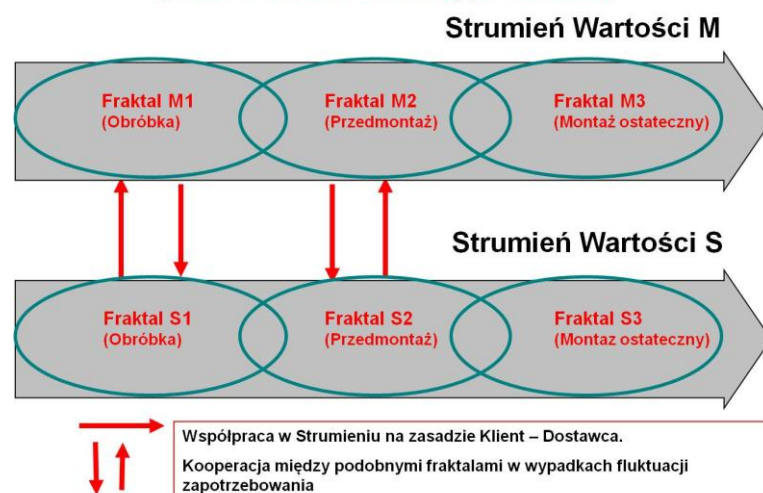 Strumień Wartości M
Fraktal M1
(Obróbka)
Fraktal M2
(Przedmontaż)
Fraktal M3
(Montaż ostateczny)
Strumień Wartości S
Fraktal S1
(Obróbka)
Fraktal S2
(Przedmontaż)
Fraktal S3
(Montaz ostateczny)
Współpraca w Strumieniu na zasadzie Klient – Dostawca.
Kooperacja między podobnymi fraktalami w wypadkach fluktuacji
zapotrzebowania